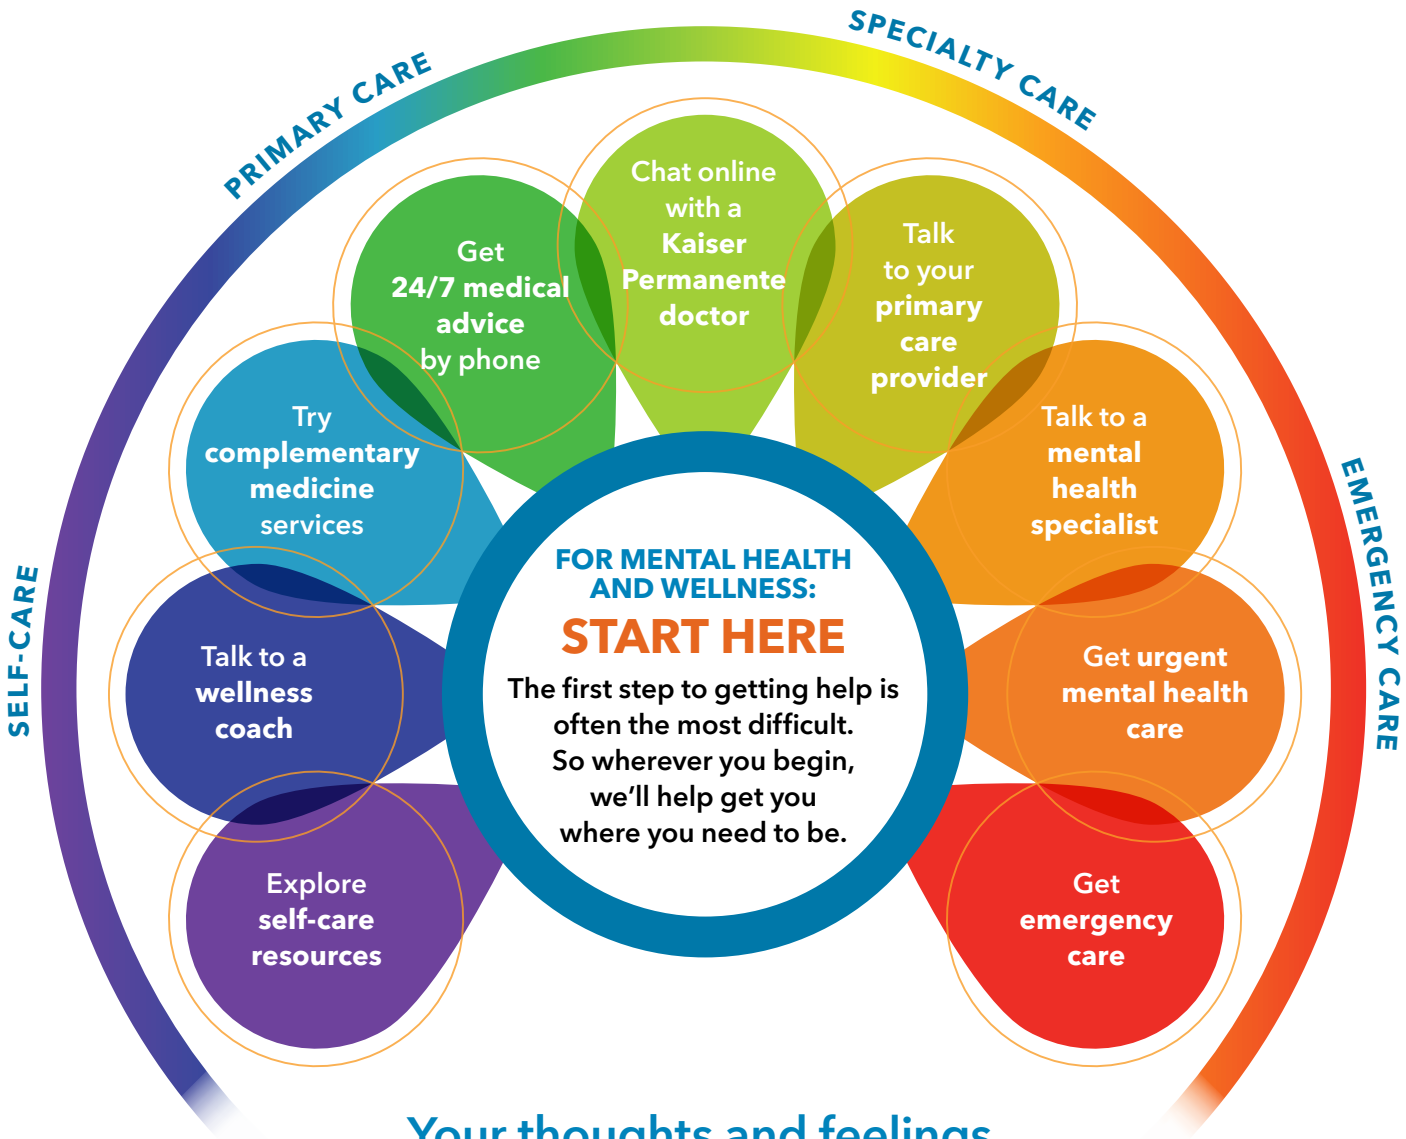 SPECIALTY CARE
PRIMARY CARE
SELF-CARE
EMERGENCY CARE
Chat online
with a
Kaiser
Permanente
doctor
Get
24/7 medical
advice
by phone
Talk
to your
primary
care
provider
Try
complementary
medicine
services
Talk to a
mental
health
specialist
Talk to a
wellness
coach
Get urgent
mental health
care
Explore
self-care
resources
Get
emergency
care
FOR MENTAL HEALTH
AND WELLNESS:
START HERE
The first step to getting help is
often the most difficult.
So wherever you begin,
we’ll help get you
where you need to be.
Your thoughts and feelings